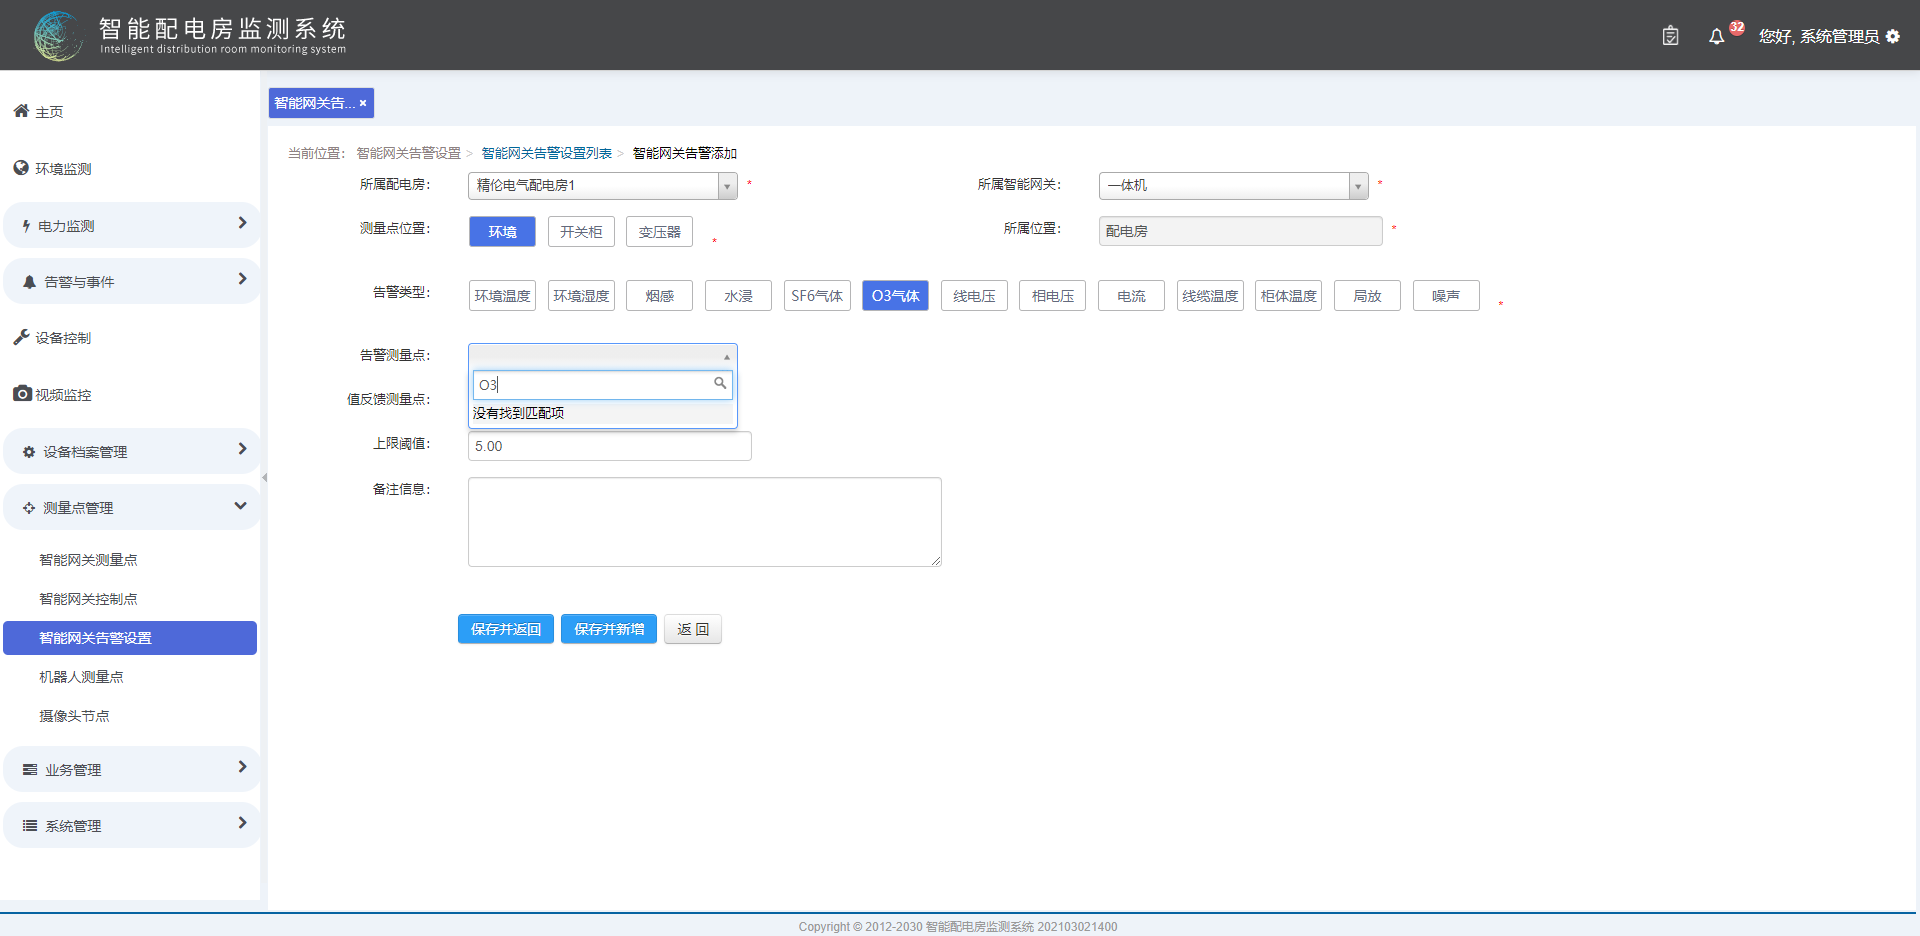 智能配电房监测系统
Intelligent distribution room monitoring system
32
您好, 系统管理员
主页
环境监测
电力监测
告警与事件
设备控制
视频监控
设备档案管理
测量点管理
智能网关测量点
智能网关控制点
智能网关告警设置
机器人测量点
摄像头节点
业务管理
系统管理
智能网关告... ×
当前位置: 智能网关告警设置 > 智能网关告警设置列表 > 智能网关告警添加
所属配电房: 精伦电气配电房1 * 所属智能网关: 一体机 *
测量点位置: 环境 开关柜 变压器 * 所属位置: 配电房 *
告警类型: 环境温度 环境湿度 烟感 水浸 SF6气体 O3气体 线电压 相电压 电流 线缆温度 柜体温度 局放 噪声 *
告警测量点:
O3
值反馈测量点:
没有找到匹配项
上限阈值: 5.00
备注信息:
保存并返回 保存并新增 返 回
Copyright © 2012-2030 智能配电房监测系统 202103021400